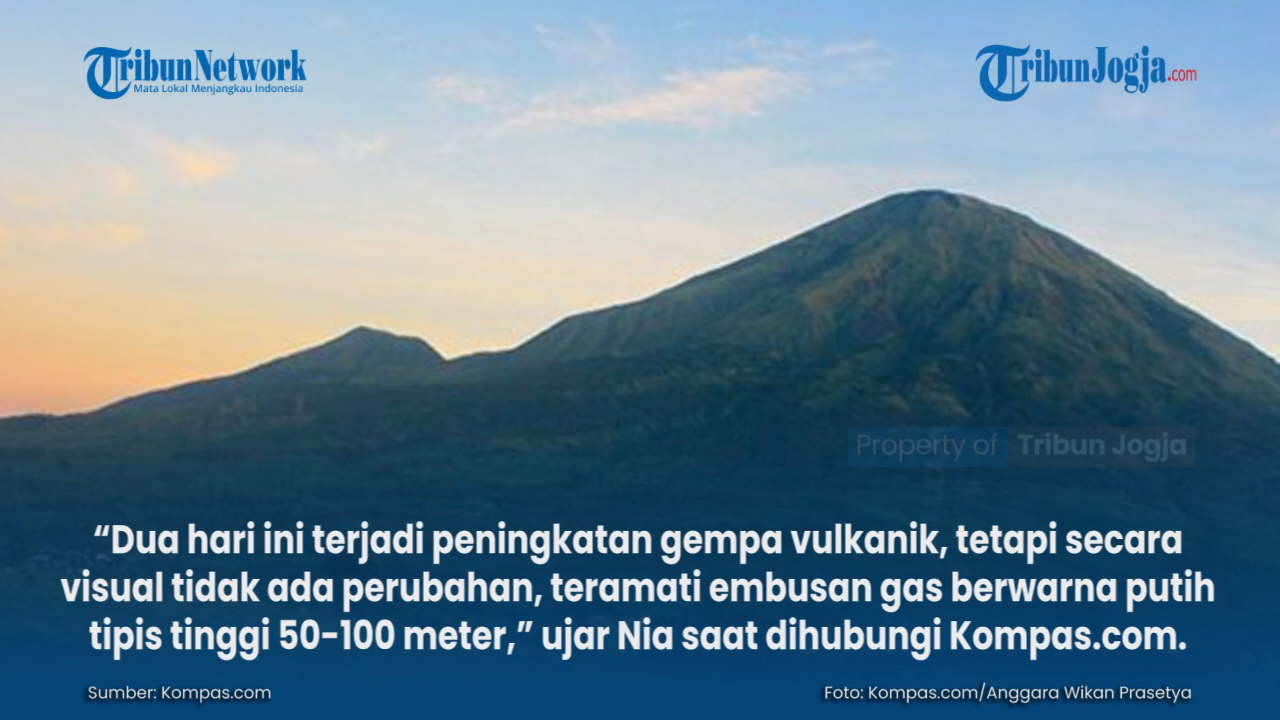 TribunNetwork
Mata Lokal Menjangkau Indonesia
TribunJogja.com
Property of Tribun Jogja
“Dua hari ini terjadi peningkatan gempa vulkanik, tetapi secara
visual tidak ada perubahan, teramati embusan gas berwarna putih
tipis tinggi 50-100 meter,” ujar Nia saat dihubungi Kompas.com.
Sumber: Kompas.com
Foto: Kompas.com/Anggara Wikan Prasetya